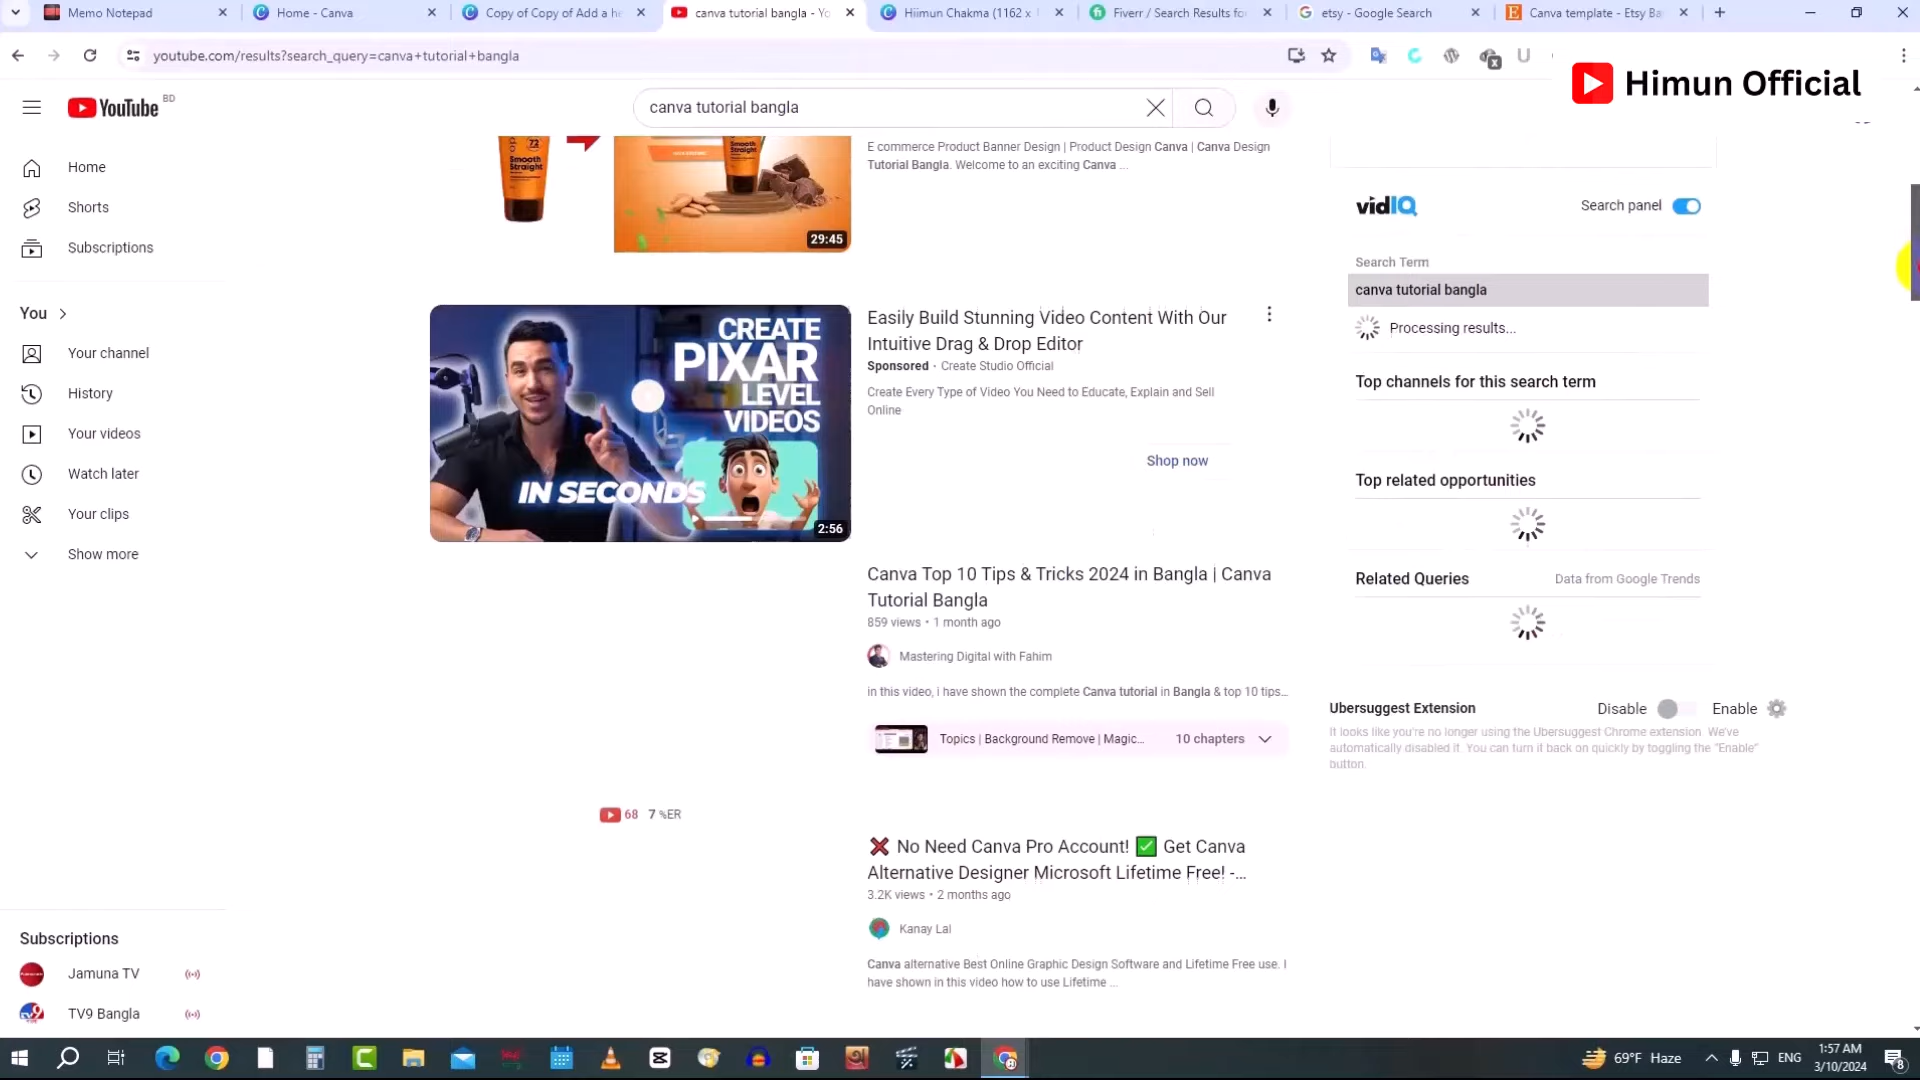 Memo Notepad
Home - Canva
Copy of Copy of Add a he
canva tutorial bangla - Yo
Hiimun Chakma (1162 x
Fiverr / Search Results fo
etsy - Google Search
Canva template - Etsy Ba
youtube.com/results?search_query=canva+tutorial+bangla
Himun Official
YouTube BD
canva tutorial bangla
Home
Shorts
Subscriptions
You
Your channel
History
Your videos
Watch later
Your clips
Show more
Subscriptions
Jamuna TV
TV9 Bangla
72
Smooth
Straight
29:45
E commerce Product Banner Design | Product Design Canva | Canva Design
Tutorial Bangla. Welcome to an exciting Canva ...
CREATE
PIXAR
LEVEL
VIDEOS
IN SECONDS
2:56
Easily Build Stunning Video Content With Our
Intuitive Drag & Drop Editor
Sponsored · Create Studio Official
Create Every Type of Video You Need to Educate, Explain and Sell
Online
Shop now
Canva Top 10 Tips & Tricks 2024 in Bangla | Canva
Tutorial Bangla
859 views • 1 month ago
Mastering Digital with Fahim
in this video, i have shown the complete Canva tutorial in Bangla & top 10 tips...
Topics | Background Remove | Magic... 10 chapters
68 7 %ER
❌ No Need Canva Pro Account! ✅ Get Canva
Alternative Designer Microsoft Lifetime Free! -...
3.2K views • 2 months ago
Kanay Lal
Canva alternative Best Online Graphic Design Software and Lifetime Free use. I
have shown in this video how to use Lifetime ...
vidIQ
Search panel
Search Term
canva tutorial bangla
Processing results...
Top channels for this search term
Top related opportunities
Related Queries
Data from Google Trends
Ubersuggest Extension
Disable Enable
It looks like you're no longer using the Ubersuggest Chrome extension. We've
automatically disabled it. You can turn it back on quickly by toggling the "Enable"
button.
69°F Haze
ENG
1:57 AM
3/10/2024
8